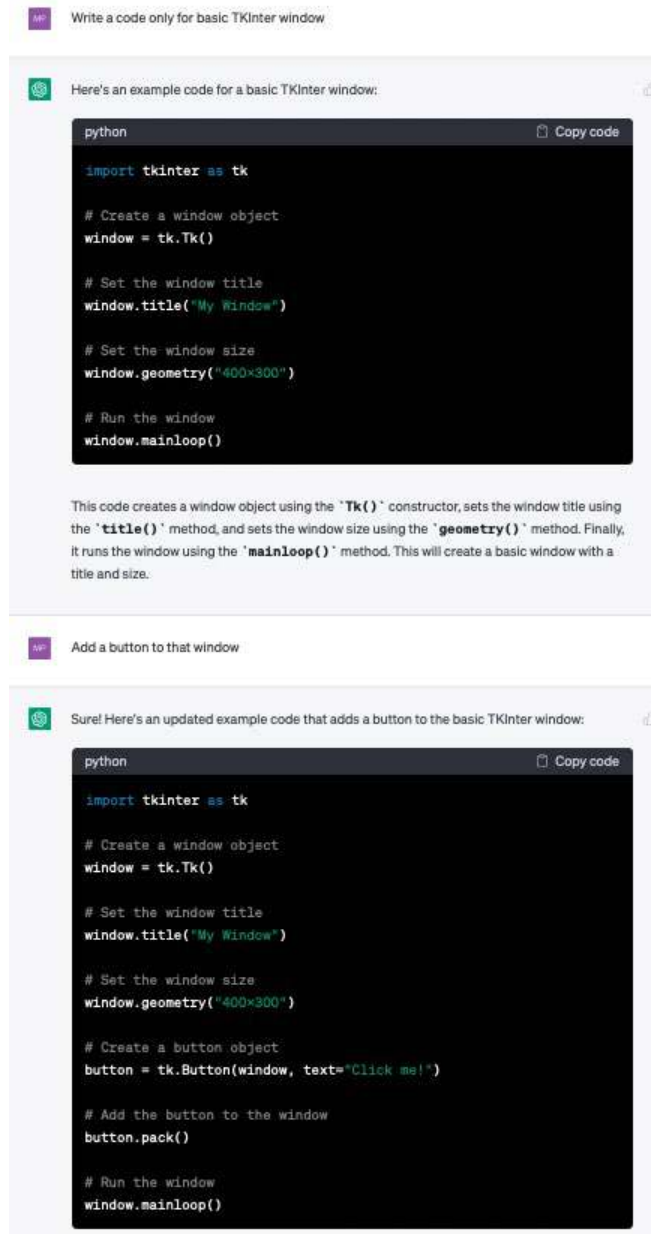 MP
Write a code only for basic TKInter window
Here's an example code for a basic TKInter window:
python
Copy code
import tkinter as tk
# Create a window object
window = tk.Tk()
# Set the window title
window.title("My Window")
# Set the window size
window.geometry("400x300")
# Run the window
window.mainloop()
This code creates a window object using the `Tk()` constructor, sets the window title using
the `title()` method, and sets the window size using the `geometry()` method. Finally,
it runs the window using the `mainloop()` method. This will create a basic window with a
title and size.
MP
Add a button to that window
Sure! Here's an updated example code that adds a button to the basic TKInter window:
python
Copy code
import tkinter as tk
# Create a window object
window = tk.Tk()
# Set the window title
window.title("My Window")
# Set the window size
window.geometry("400x300")
# Create a button object
button = tk.Button(window, text="Click me!")
# Add the button to the window
button.pack()
# Run the window
window.mainloop()